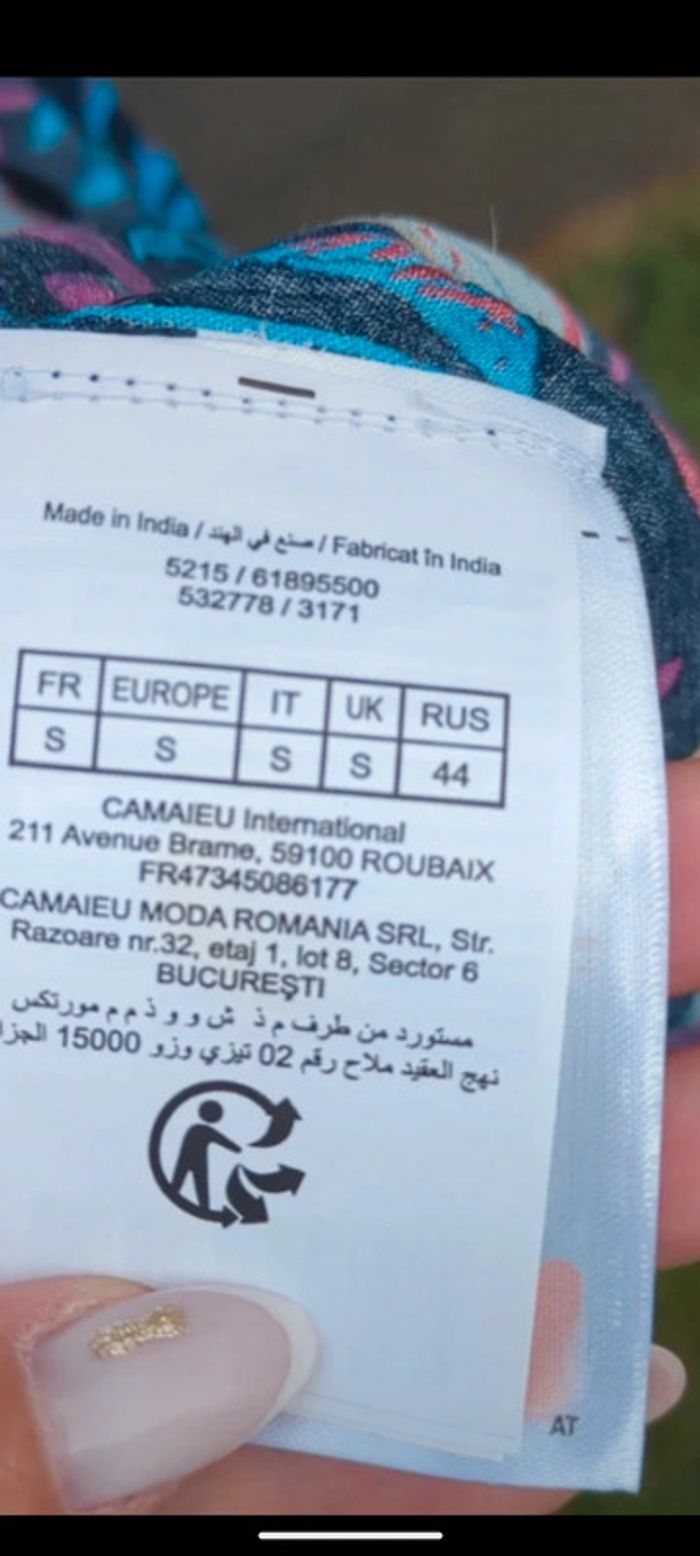 Made in India / صنع في الهند / Fabricat în India
5215 / 61895500
532778 / 3171
FR EUROPE IT UK RUS
S S S S 44
CAMAIEU International
211 Avenue Brame, 59100 ROUBAIX
FR47345086177
CAMAIEU MODA ROMANIA SRL, Str.
Razoare nr.32, etaj 1, lot 8, Sector 6
BUCUREŞTI
مستورد من طرف م ذ ش و و ذ م م مورتكس
نهج العقيد ملاح رقم 02 تيزي وزو 15000
AT